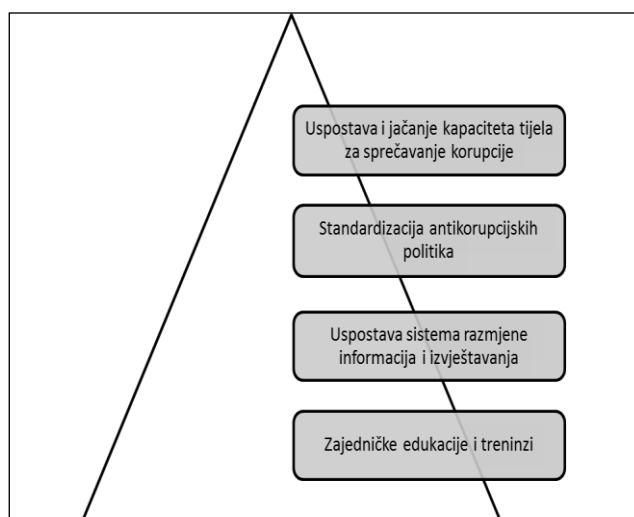 Uspostava i jačanje kapaciteta tijela
za sprečavanje korupcije
Standardizacija antikorupcijskih
politika
Uspostava sistema razmjene
informacija i izvještavanja
Zajedničke edukacije i treninzi